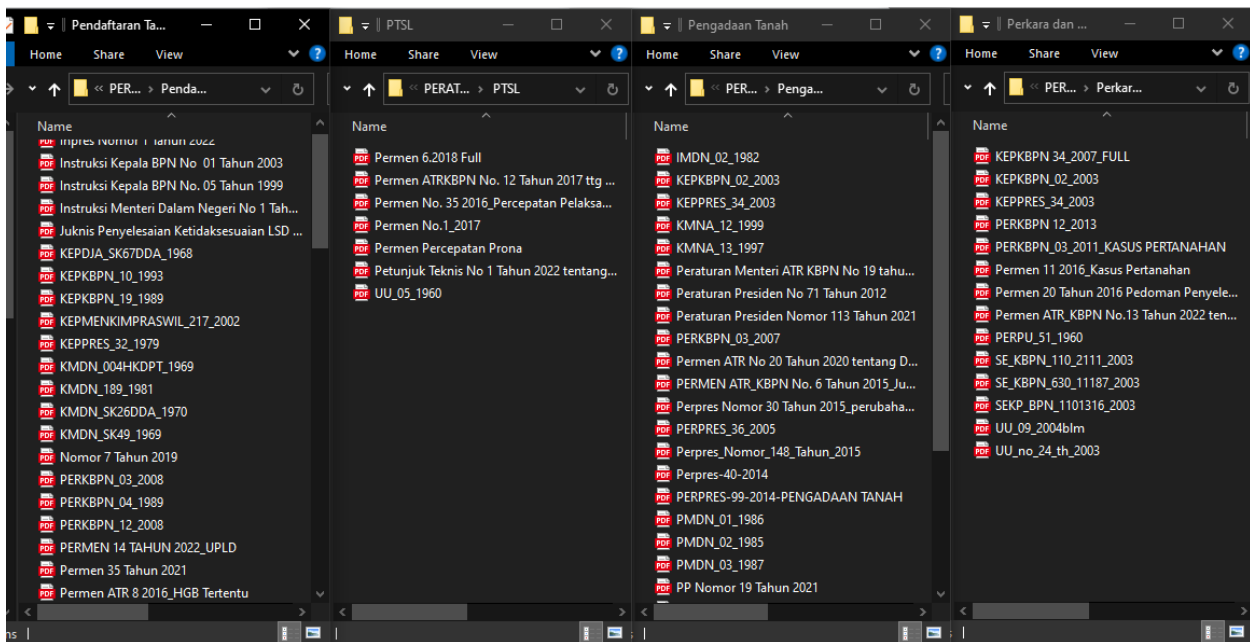 Pendaftaran Ta...
Home Share View
PER... > Penda...
Name
Inpres Nomor 1 Tahun 2022
Instruksi Kepala BPN No 01 Tahun 2003
Instruksi Kepala BPN No. 05 Tahun 1999
Instruksi Menteri Dalam Negeri No 1 Tah...
Juknis Penyelesaian Ketidaksesuaian LSD ...
KEPDJA_SK67DDA_1968
KEPKBPN_10_1993
KEPKBPN_19_1989
KEPMENKIMPRASWIL_217_2002
KEPPRES_32_1979
KMDN_004HKDPT_1969
KMDN_189_1981
KMDN_SK26DDA_1970
KMDN_SK49_1969
Nomor 7 Tahun 2019
PERKBPN_03_2008
PERKBPN_04_1989
PERKBPN_12_2008
PERMEN 14 TAHUN 2022_UPLD
Permen 35 Tahun 2021
Permen ATR 8 2016_HGB Tertentu
ms
PTSL
Home Share View
« PERAT... > PTSL
Name
Permen 6.2018 Full
Permen ATRKBPN No. 12 Tahun 2017 ttg ...
Permen No. 35 2016_Percepatan Pelaksa...
Permen No.1_2017
Permen Percepatan Prona
Petunjuk Teknis No 1 Tahun 2022 tentang...
UU_05_1960
Pengadaan Tanah
Home Share View
« PER... > Penga...
Name
IMDN_02_1982
KEPKBPN_02_2003
KEPPRES_34_2003
KMNA_12_1999
KMNA_13_1997
Peraturan Menteri ATR KBPN No 19 tahu...
Peraturan Presiden No 71 Tahun 2012
Peraturan Presiden Nomor 113 Tahun 2021
PERKBPN_03_2007
Permen ATR No 20 Tahun 2020 tentang D...
PERMEN ATR_KBPN No. 6 Tahun 2015_Ju...
Perpres Nomor 30 Tahun 2015_perubaha...
PERPRES_36_2005
Perpres_Nomor_148_Tahun_2015
Perpres-40-2014
PERPRES-99-2014-PENGADAAN TANAH
PMDN_01_1986
PMDN_02_1985
PMDN_03_1987
PP Nomor 19 Tahun 2021
Perkara dan ...
Home Share View
« PER... > Perkar...
Name
KEPKBPN 34_2007_FULL
KEPKBPN_02_2003
KEPPRES_34_2003
PERKBPN 12_2013
PERKBPN_03_2011_KASUS PERTANAHAN
Permen 11 2016_Kasus Pertanahan
Permen 20 Tahun 2016 Pedoman Penyele...
Permen ATR_KBPN No.13 Tahun 2022 ten...
PERPU_51_1960
SE_KBPN_110_2111_2003
SE_KBPN_630_11187_2003
SEKP_BPN_1101316_2003
UU_09_2004blm
UU_no_24_th_2003